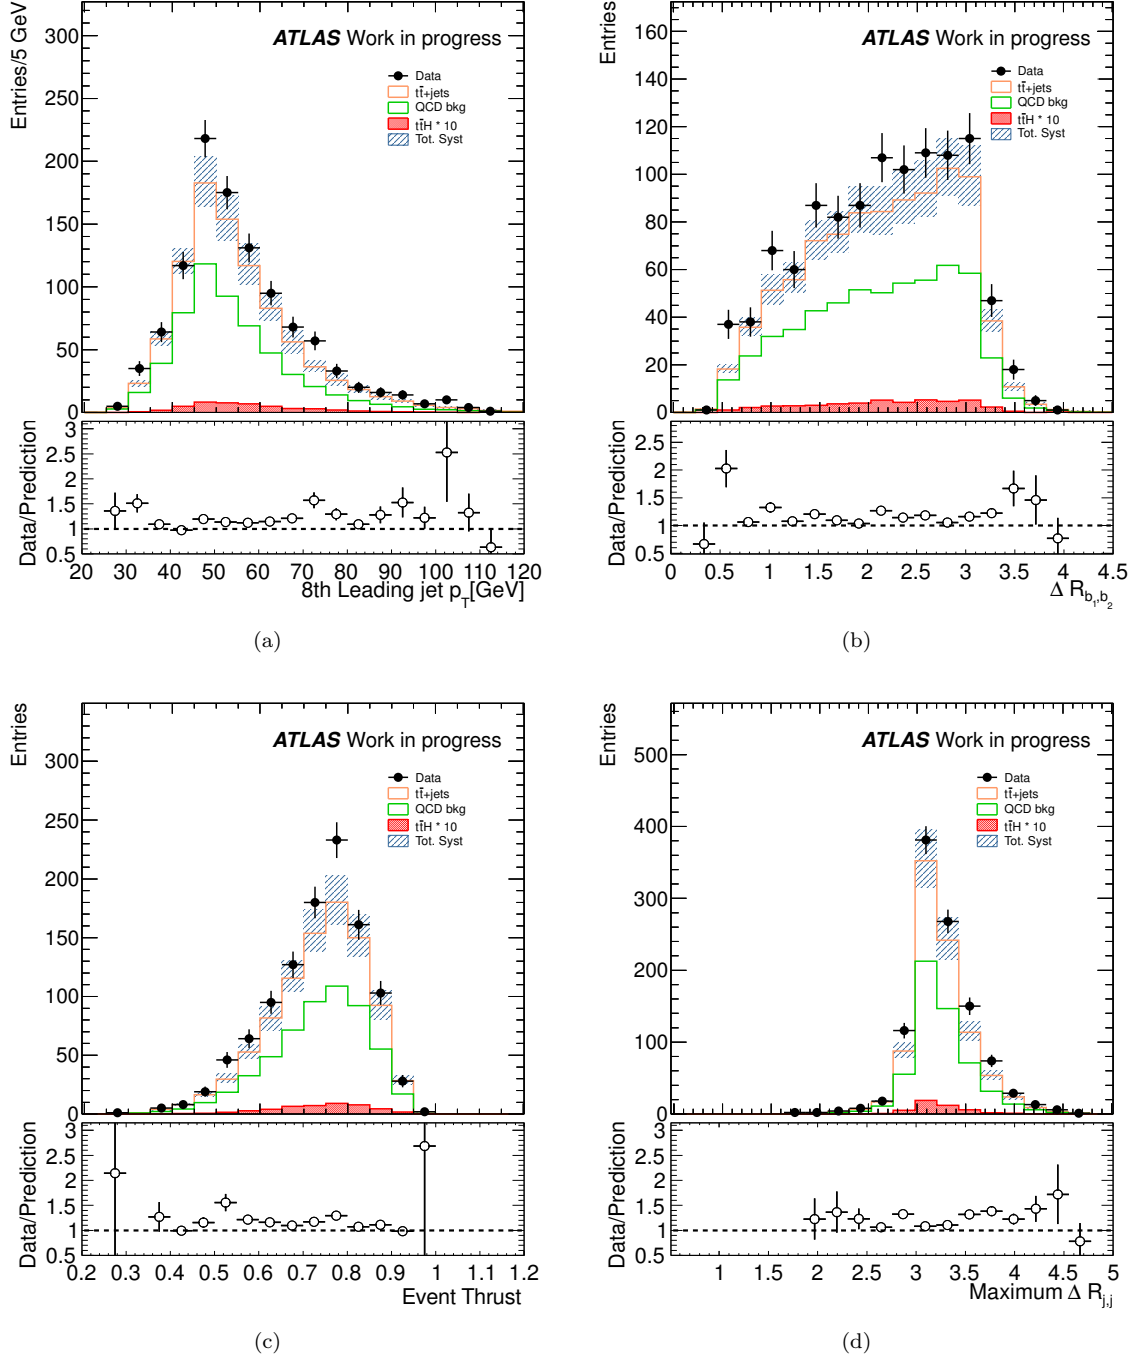 Entries/5 GeV
300
250
200
150
100
50
0
ATLAS Work in progress
Data
tt̄+jets
QCD bkg
tt̄H * 10
Tot. Syst
Data/Prediction
3
2.5
2
1.5
1
0.5
20 30 40 50 60 70 80 90 100 110 120
8th Leading jet p_T[GeV]
(a)
Entries
160
140
120
100
80
60
40
20
0
ATLAS Work in progress
Data
tt̄+jets
QCD bkg
tt̄H * 10
Tot. Syst
Data/Prediction
2.5
2
1.5
1
0.5
0 0.5 1 1.5 2 2.5 3 3.5 4 4.5
Δ R_{b_1,b_2}
(b)
Entries
300
250
200
150
100
50
0
ATLAS Work in progress
Data
tt̄+jets
QCD bkg
tt̄H * 10
Tot. Syst
Data/Prediction
3
2.5
2
1.5
1
0.5
0.2 0.3 0.4 0.5 0.6 0.7 0.8 0.9 1 1.1 1.2
Event Thrust
(c)
Entries
500
400
300
200
100
0
ATLAS Work in progress
Data
tt̄+jets
QCD bkg
tt̄H * 10
Tot. Syst
Data/Prediction
3
2.5
2
1.5
1
0.5
1 1.5 2 2.5 3 3.5 4 4.5 5
Maximum Δ R_{j,j}
(d)